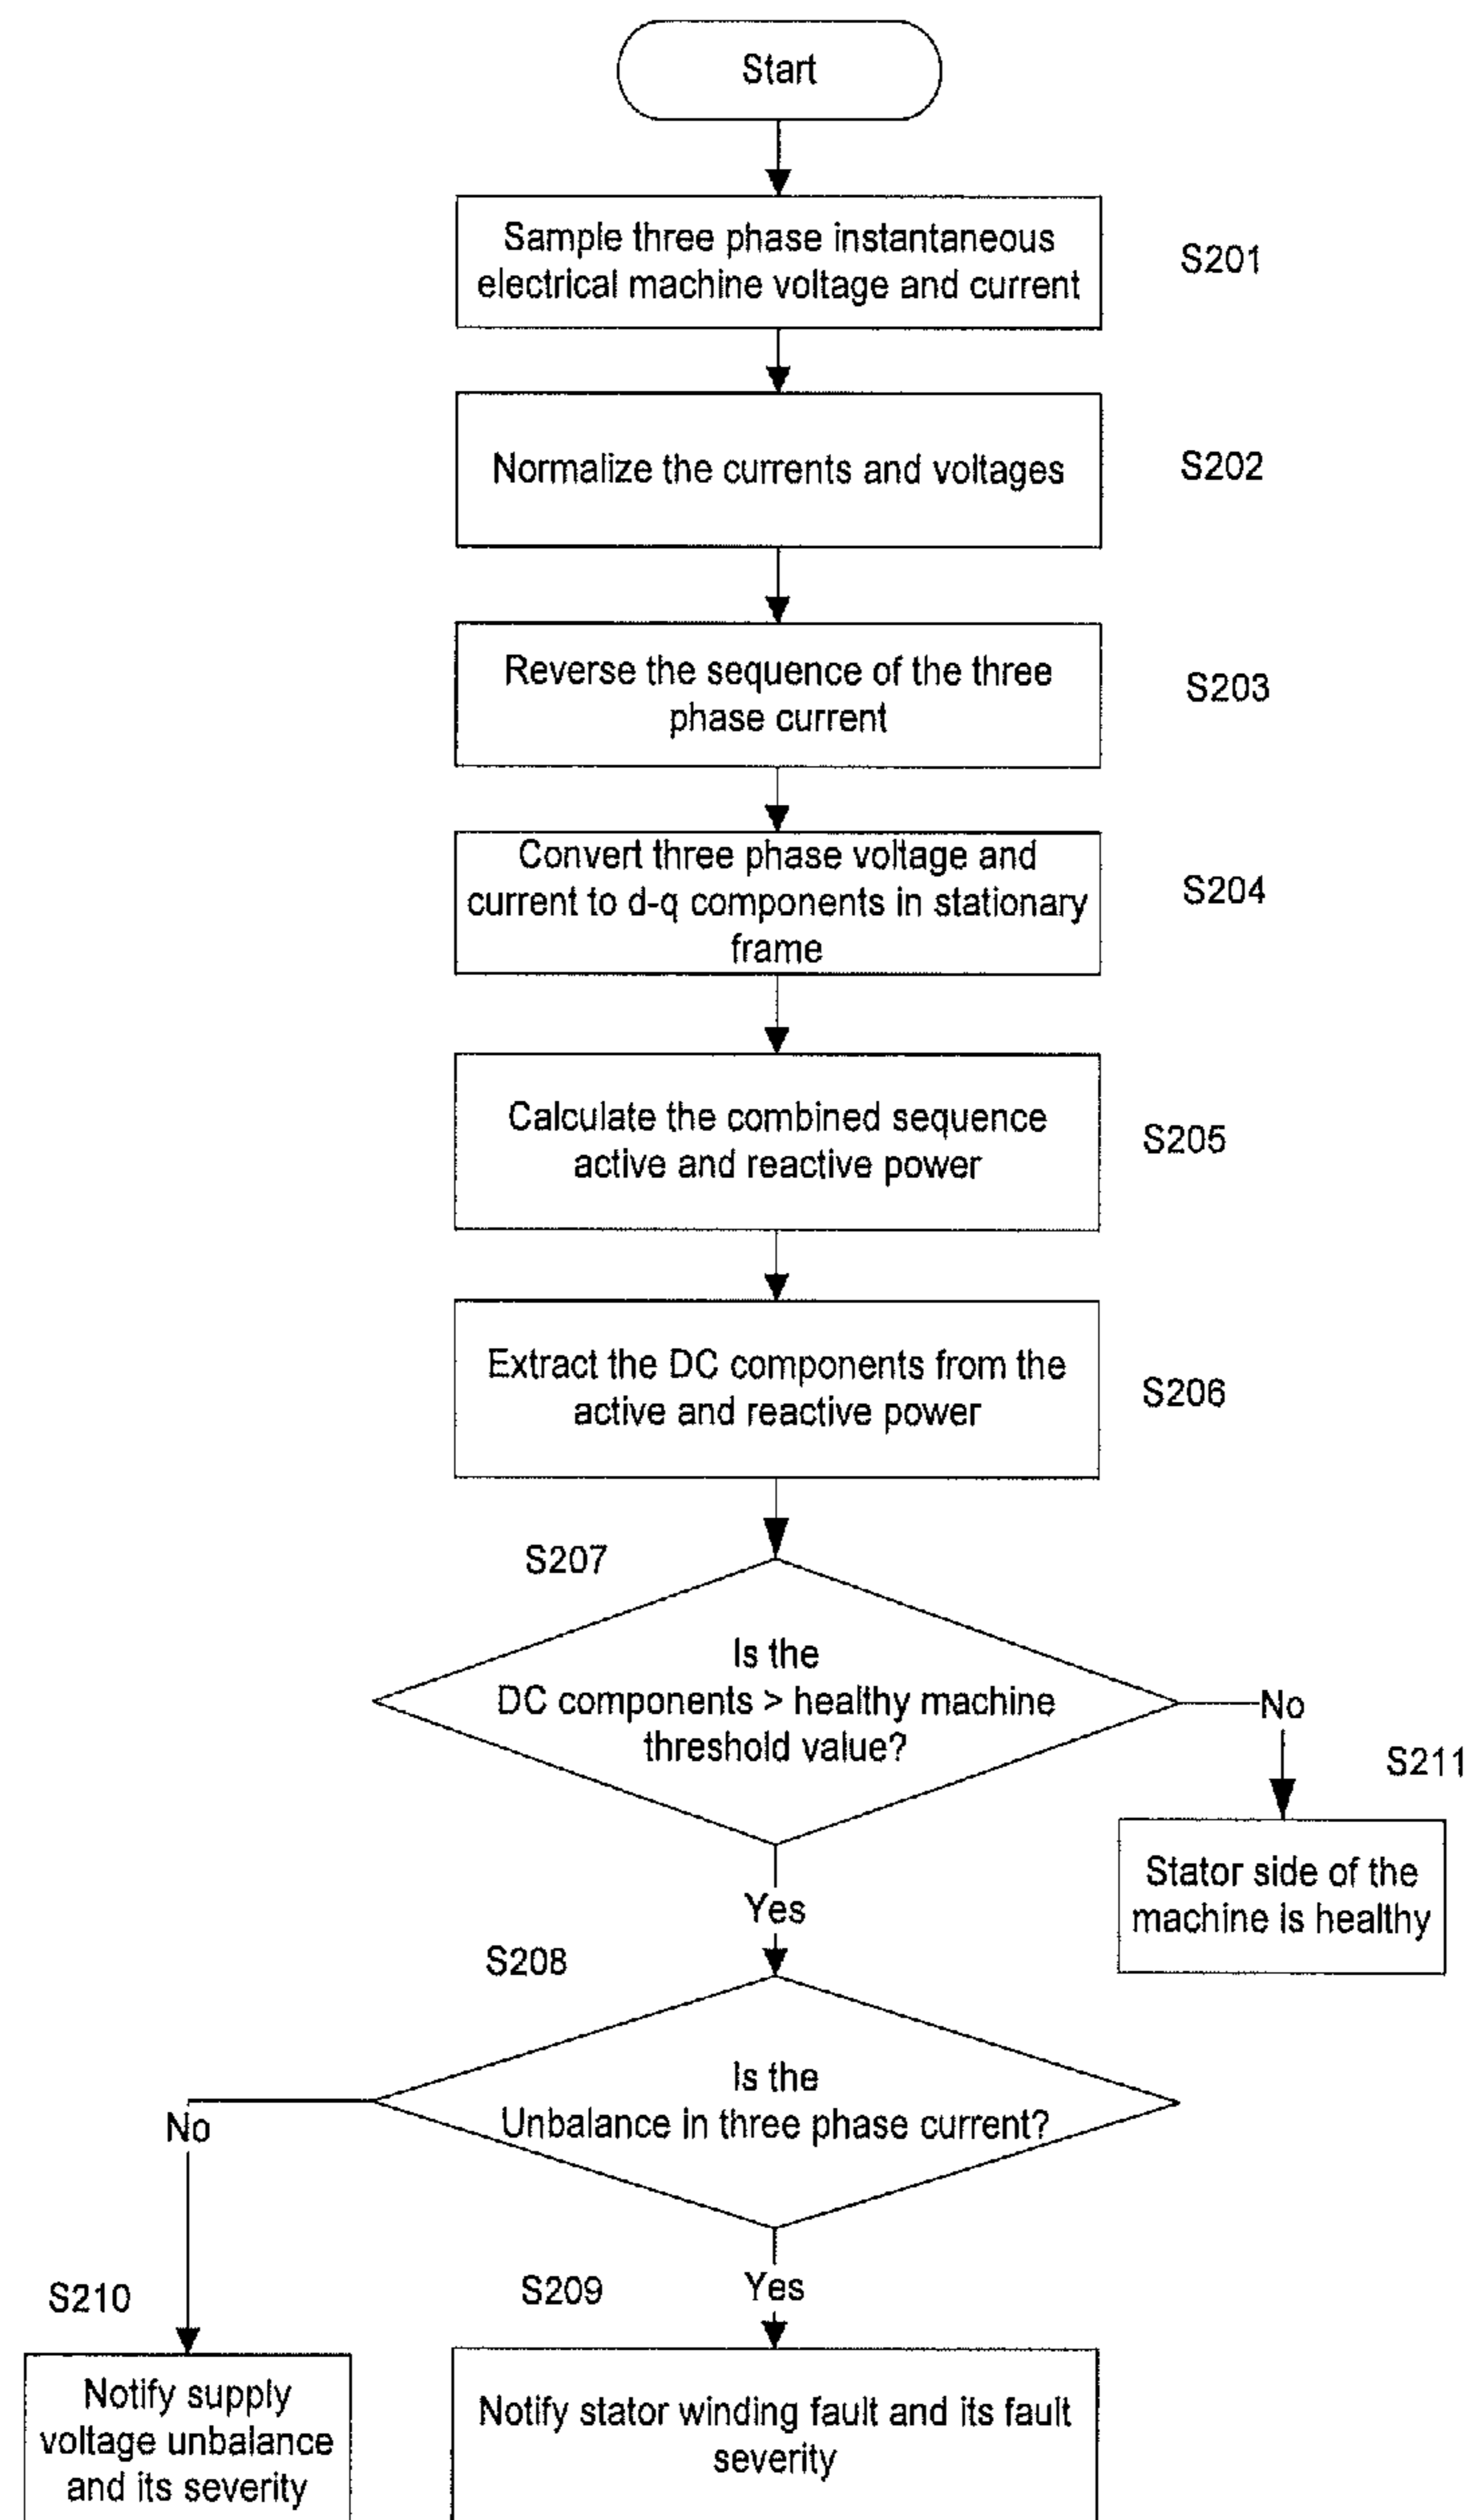 Start
Sample three phase instantaneous
electrical machine voltage and current
S201
Normalize the currents and voltages
S202
Reverse the sequence of the three
phase current
S203
Convert three phase voltage and
current to d-q components in stationary
frame
S204
Calculate the combined sequence
active and reactive power
S205
Extract the DC components from the
active and reactive power
S206
S207
Is the
DC components > healthy machine
threshold value?
No
S211
Stator side of the
machine is healthy
Yes
S208
Is the
Unbalance in three phase current?
No
S210
Notify supply
voltage unbalance
and its severity
S209
Yes
Notify stator winding fault and its fault
severity